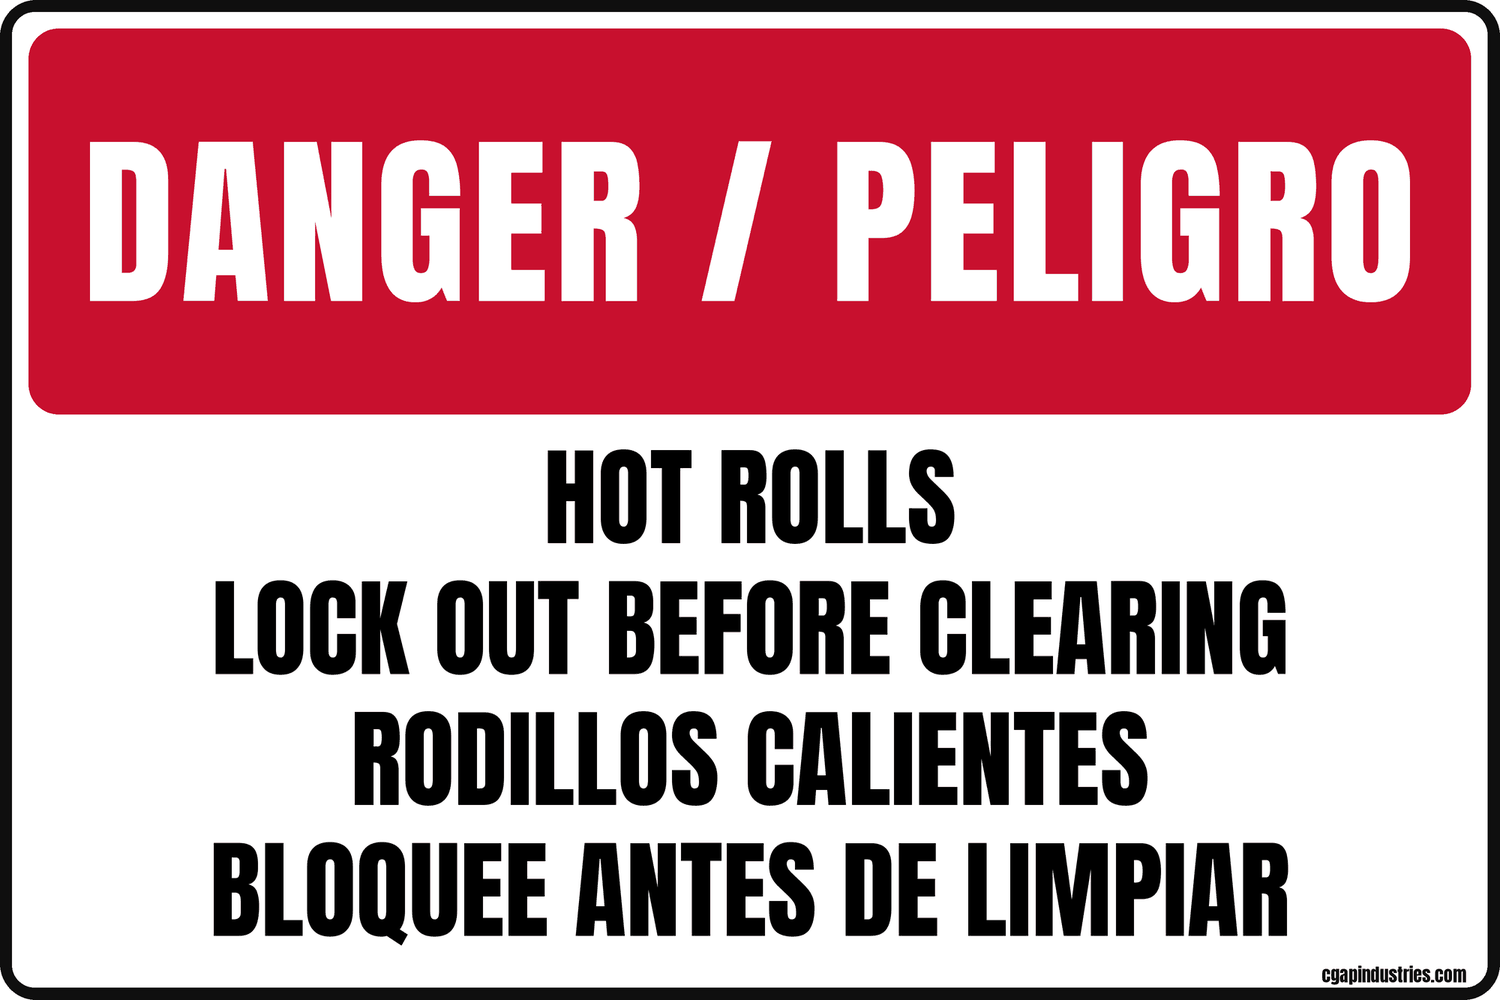 DANGER / PELIGRO
HOT ROLLS
LOCK OUT BEFORE CLEARING
RODILLOS CALIENTES
BLOQUEE ANTES DE LIMPIAR
cgapindustries.com